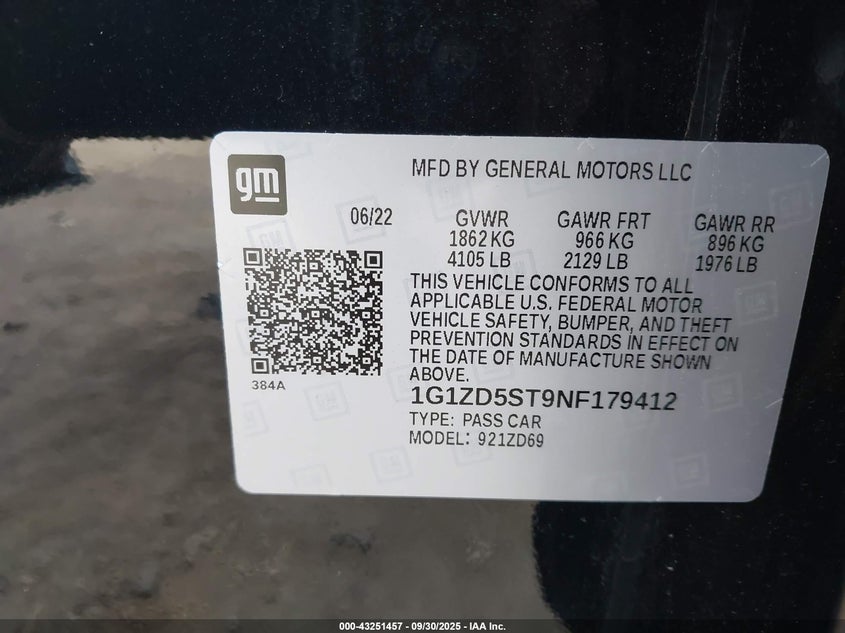 gm
MFD BY GENERAL MOTORS LLC
06/22
GVWR GAWR FRT GAWR RR
1862 KG 966 KG 896 KG
4105 LB 2129 LB 1976 LB
THIS VEHICLE CONFORMS TO ALL
APPLICABLE U.S. FEDERAL MOTOR
VEHICLE SAFETY, BUMPER, AND THEFT
PREVENTION STANDARDS IN EFFECT ON
THE DATE OF MANUFACTURE SHOWN
ABOVE.
384A
1G1ZD5ST9NF179412
TYPE: PASS CAR
MODEL: 921ZD69
000-43251457 - 09/30/2025 - IAA Inc.